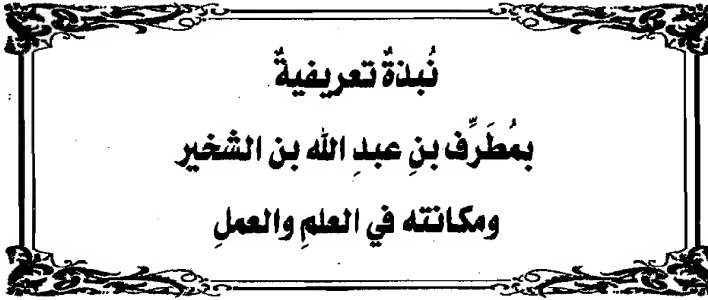 نُبذةٌ تعريفيةٌ
بمُطَرِّف بنِ عبدِ الله بن الشخير
ومكانته في العلمِ والعملِ